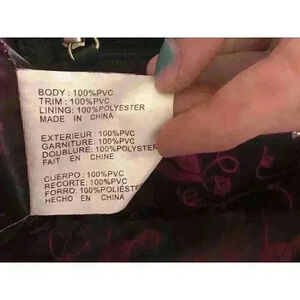 BODY : 100%PVC
TRIM : 100%PVC
LINING: 100%POLYESTER
MADE IN CHINA
EXTERIEUR: 100%PVC
GARNITURE: 100%PVC
DOUBLURE: 100%POLYESTER
FAIT EN CHINE
CUERPO: 100%PVC
RECORTE: 100%PVC
FORRO: 100%POLIÉSTER
HECHO EN CHINA